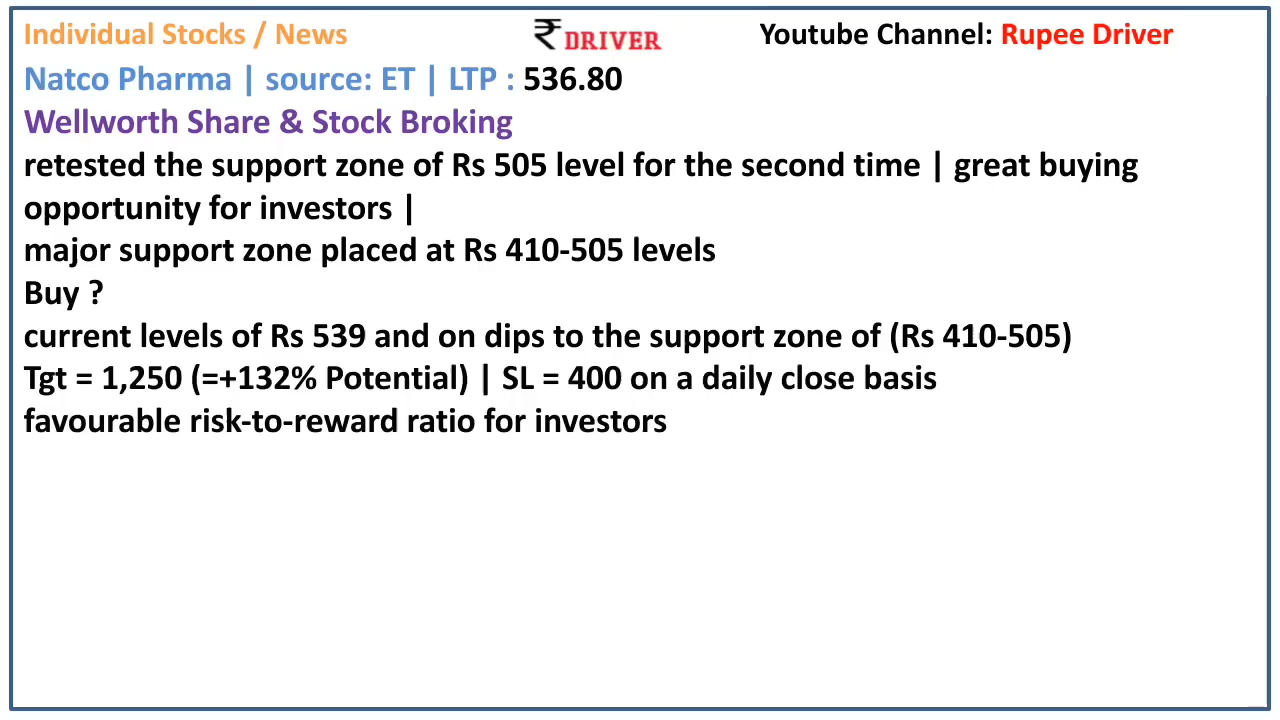 Individual Stocks / News
₹ DRIVER
Youtube Channel: Rupee Driver
Natco Pharma | source: ET | LTP : 536.80
Wellworth Share & Stock Broking
retested the support zone of Rs 505 level for the second time | great buying
opportunity for investors |
major support zone placed at Rs 410-505 levels
Buy ?
current levels of Rs 539 and on dips to the support zone of (Rs 410-505)
Tgt = 1,250 (=+132% Potential) | SL = 400 on a daily close basis
favourable risk-to-reward ratio for investors